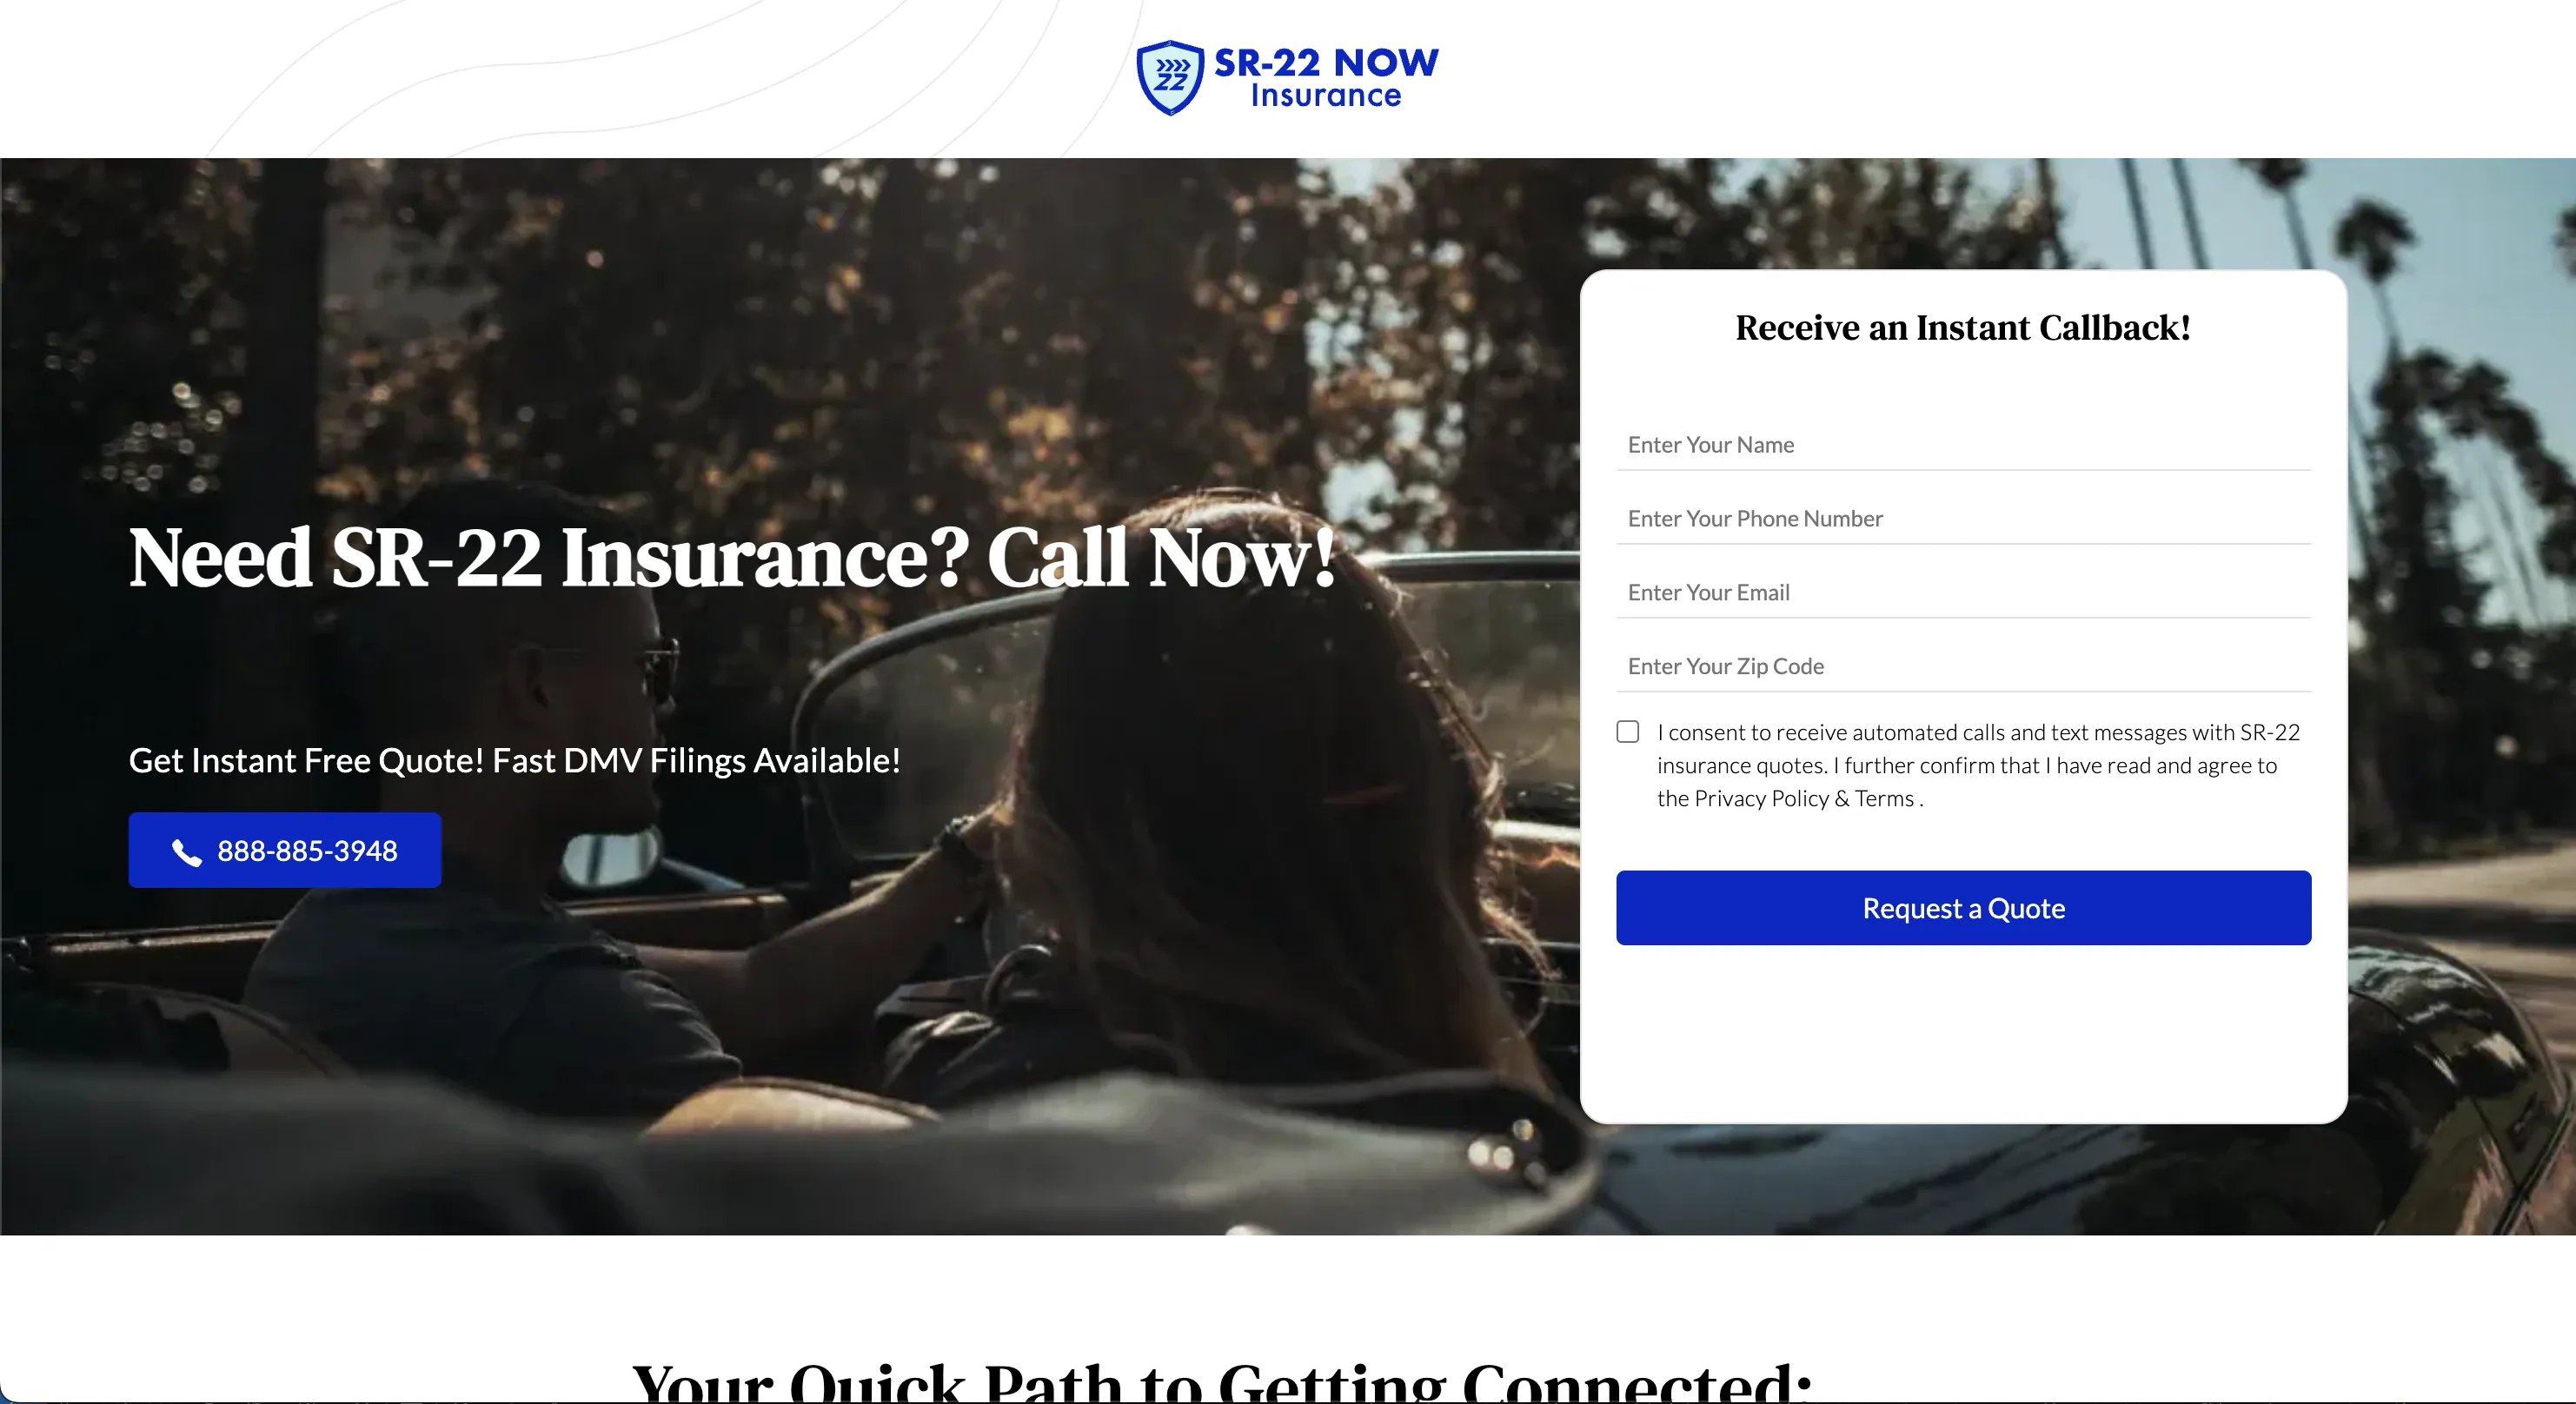 22
SR-22 NOW
Insurance
Need SR-22 Insurance? Call Now!
Get Instant Free Quote! Fast DMV Filings Available!
888-885-3948
Receive an Instant Callback!
Enter Your Name
Enter Your Phone Number
Enter Your Email
Enter Your Zip Code
I consent to receive automated calls and text messages with SR-22
insurance quotes. I further confirm that I have read and agree to
the Privacy Policy & Terms .
Request a Quote
Your Quick Path to Getting Connected: